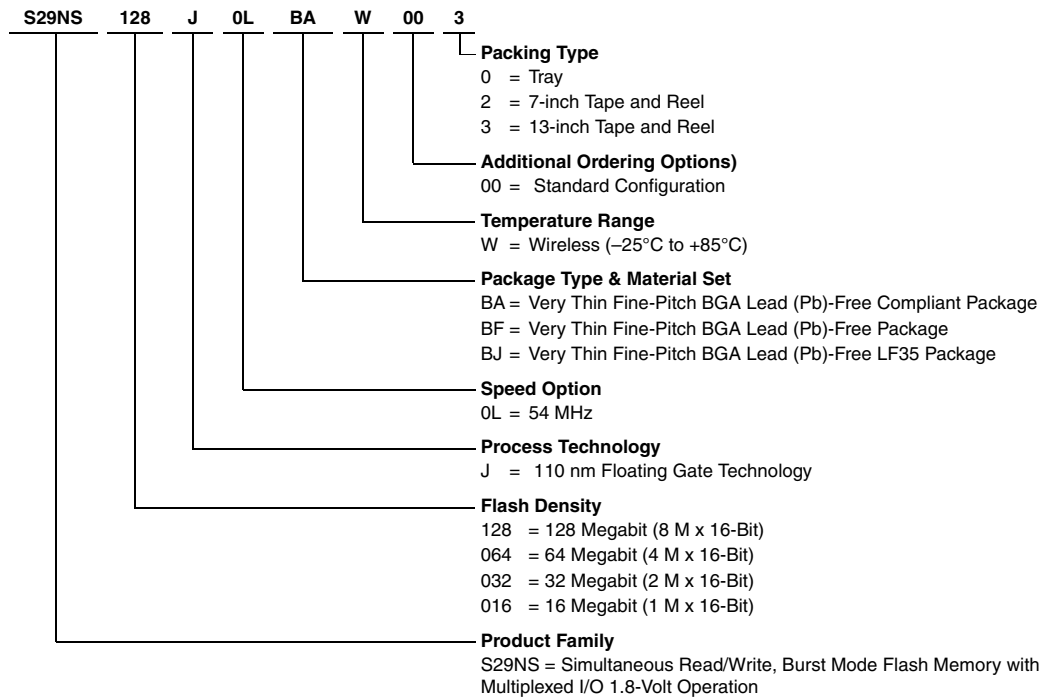 S29NS 128 J 0L BA W 00 3
Packing Type
0 = Tray
2 = 7-inch Tape and Reel
3 = 13-inch Tape and Reel
Additional Ordering Options)
00 = Standard Configuration
Temperature Range
W = Wireless (–25°C to +85°C)
Package Type & Material Set
BA = Very Thin Fine-Pitch BGA Lead (Pb)-Free Compliant Package
BF = Very Thin Fine-Pitch BGA Lead (Pb)-Free Package
BJ = Very Thin Fine-Pitch BGA Lead (Pb)-Free LF35 Package
Speed Option
0L = 54 MHz
Process Technology
J = 110 nm Floating Gate Technology
Flash Density
128 = 128 Megabit (8 M x 16-Bit)
064 = 64 Megabit (4 M x 16-Bit)
032 = 32 Megabit (2 M x 16-Bit)
016 = 16 Megabit (1 M x 16-Bit)
Product Family
S29NS = Simultaneous Read/Write, Burst Mode Flash Memory with
Multiplexed I/O 1.8-Volt Operation